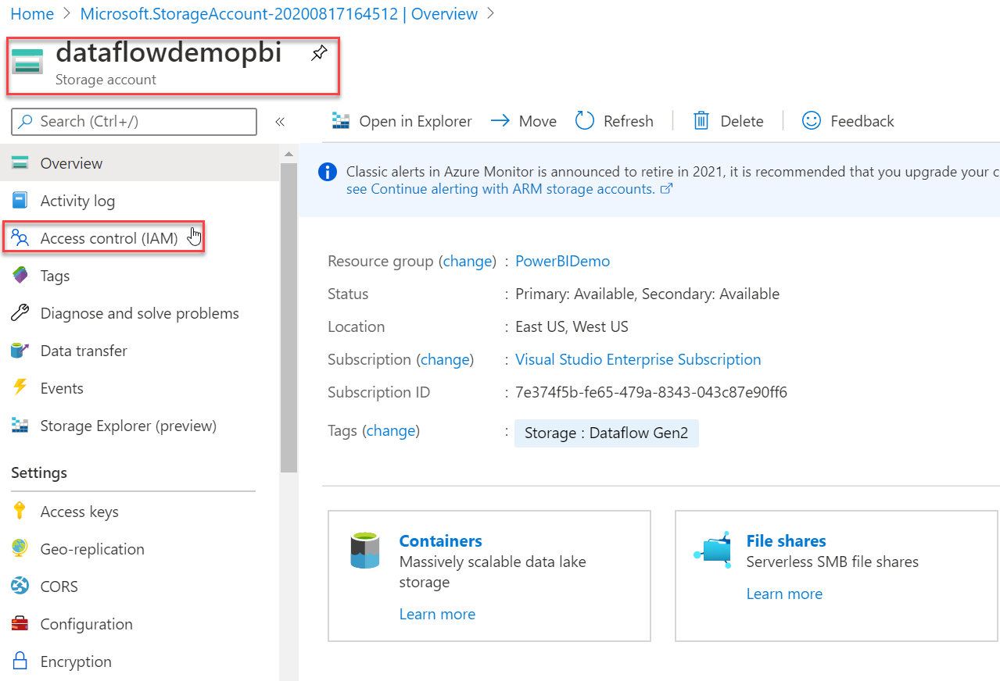 Home > Microsoft.StorageAccount-20200817164512 | Overview >
dataflowdemopbi
Storage account
Search (Ctrl+/)
«
Overview
Activity log
Access control (IAM)
Tags
Diagnose and solve problems
Data transfer
Events
Storage Explorer (preview)
Settings
Access keys
Geo-replication
CORS
Configuration
Encryption
Open in Explorer Move Refresh Delete Feedback
Classic alerts in Azure Monitor is announced to retire in 2021, it is recommended that you upgrade your c
see Continue alerting with ARM storage accounts.
Resource group (change) : PowerBIDemo
Status : Primary: Available, Secondary: Available
Location : East US, West US
Subscription (change) : Visual Studio Enterprise Subscription
Subscription ID : 7e374f5b-fe65-479a-8343-043c87e90ff6
Tags (change) : Storage : Dataflow Gen2
Containers
Massively scalable data lake
storage
Learn more
File shares
Serverless SMB file shares
Learn more